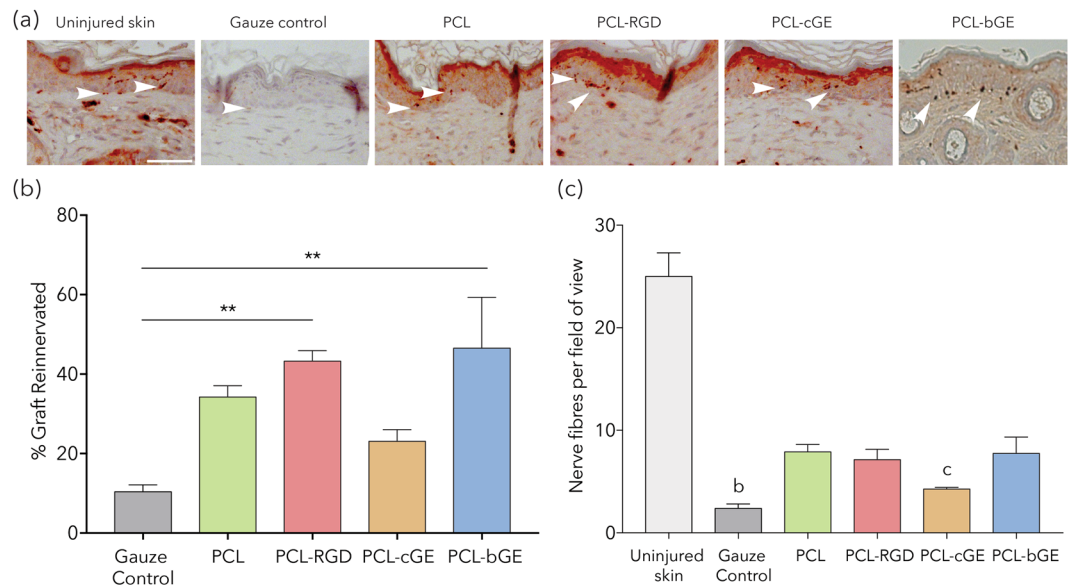 (a)
Uninjured skin Gauze control PCL PCL-RGD PCL-cGE PCL-bGE
(b)
% Graft Reinnervated
80
60
40
20
0
**
**
Gauze Control PCL PCL-RGD PCL-cGE PCL-bGE
(c)
Nerve fibres per field of view
30
20
10
0
b
c
Uninjured skin Gauze Control PCL PCL-RGD PCL-cGE PCL-bGE